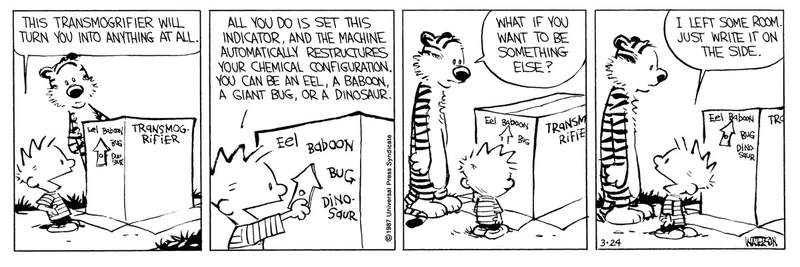 THIS TRANSMOGRIFIER WILL
TURN YOU INTO ANYTHING AT ALL.
Eel Baboon
BUG
DINO-
SAUR
TRANSMOG-
RIFIER
ALL YOU DO IS SET THIS
INDICATOR, AND THE MACHINE
AUTOMATICALLY RESTRUCTURES
YOUR CHEMICAL CONFIGURATION.
YOU CAN BE AN EEL, A BABOON,
A GIANT BUG, OR A DINOSAUR.
Eel
Baboon
BUG
DINO-
SAUR
©1987 Universal Press Syndicate
WHAT IF YOU
WANT TO BE
SOMETHING
ELSE?
Eel Baboon
BUG
TRANSM
RIFIE
I LEFT SOME ROOM.
JUST WRITE IT ON
THE SIDE.
Eel Baboon
BUG
DINO-
SAUR
TRA
3-24
WATTERSON